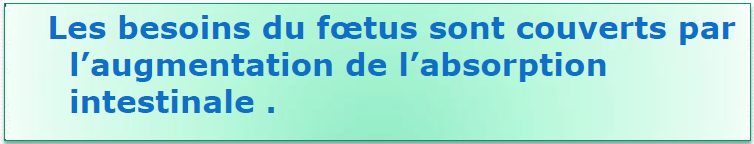 Les besoins du fœtus sont couverts par
l’augmentation de l’absorption
intestinale .